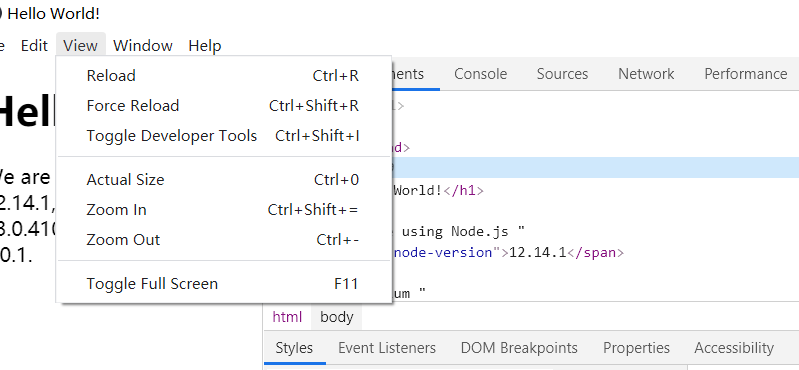 Hello World!
e Edit View Window Help
Reload Ctrl+R
Force Reload Ctrl+Shift+R
Toggle Developer Tools Ctrl+Shift+I
Actual Size Ctrl+0
Zoom In Ctrl+Shift+=
Zoom Out Ctrl+-
Toggle Full Screen F11
Hell
e are
2.14.1,
3.0.410
0.1.
ents Console Sources Network Performance
>
d>
World!</h1>
using Node.js "
node-version">12.14.1</span>
um "
html body
Styles Event Listeners DOM Breakpoints Properties Accessibility